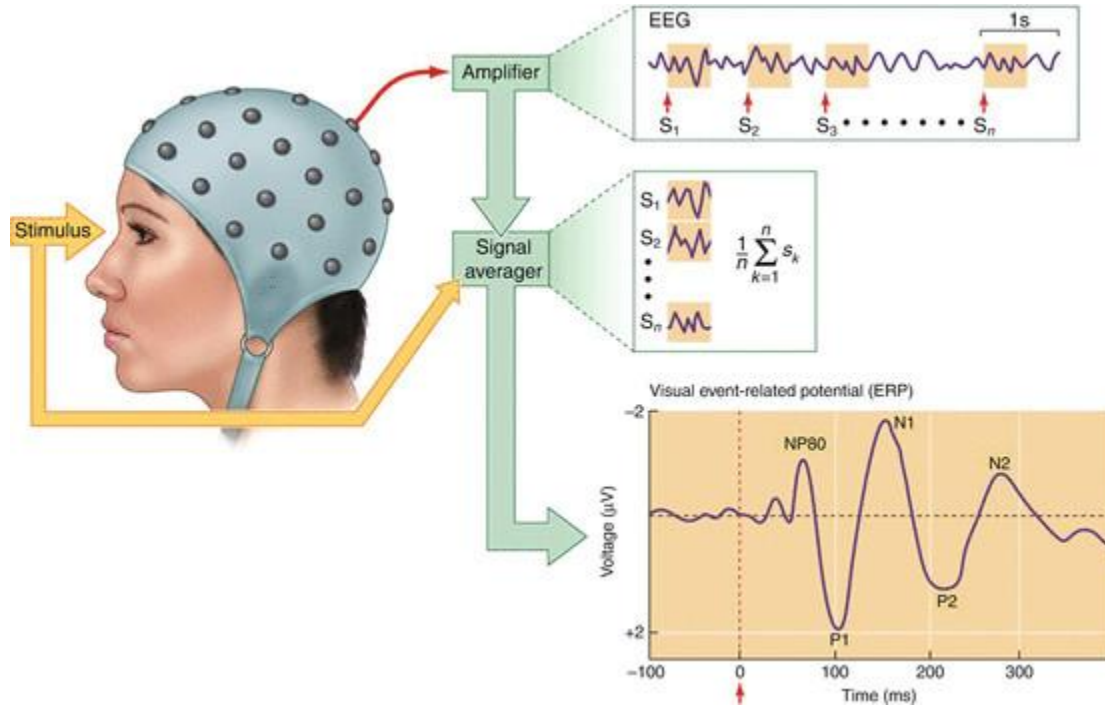 EEG
1s
Amplifier
S1 S2 S3 • • • • • • • • Sn
Stimulus
Signal
averager
S1
S2
•
•
•
Sn
1/n n∑k=1 sk
Visual event-related potential (ERP)
Voltage (μV)
−2
+2
NP80
P1
N1
P2
N2
−100 0 100 200 300
Time (ms)